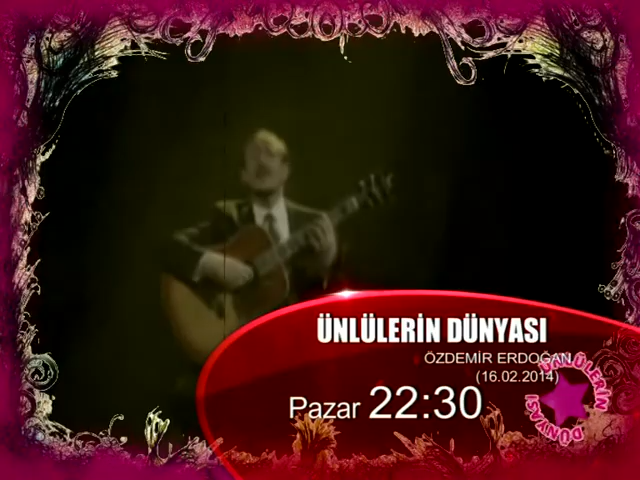 ÜNLÜLERİN DÜNYASI
ÖZDEMİR ERDOĞAN
(16.02.2014)
Pazar 22:30
ÜNLÜLERİN
DÜNYASI